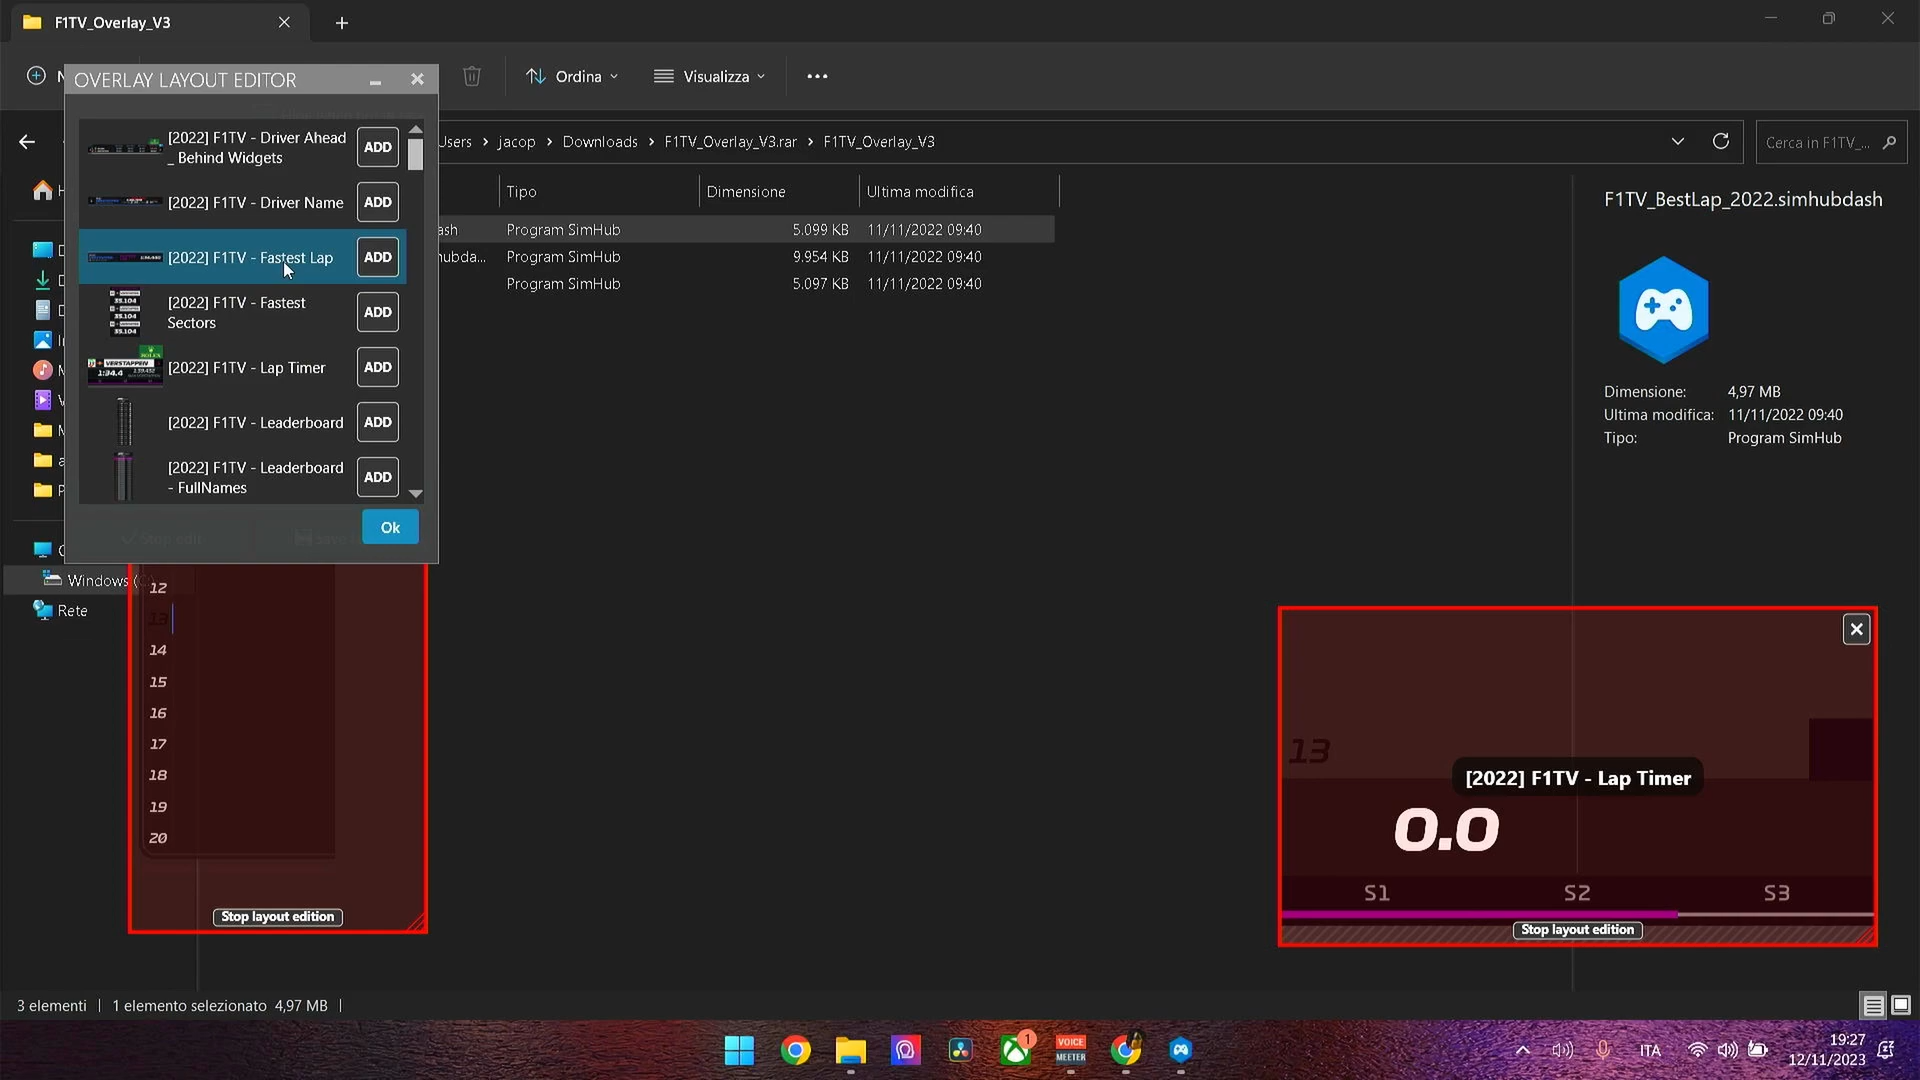 F1TV_Overlay_V3
OVERLAY LAYOUT EDITOR
Ordina
Visualizza
[2022] F1TV - Driver Ahead
_ Behind Widgets
ADD
[2022] F1TV - Driver Name
ADD
[2022] F1TV - Fastest Lap
ADD
[2022] F1TV - Fastest
Sectors
ADD
[2022] F1TV - Lap Timer
ADD
[2022] F1TV - Leaderboard
ADD
[2022] F1TV - Leaderboard
- FullNames
ADD
Ok
Users > jacop > Downloads > F1TV_Overlay_V3.rar > F1TV_Overlay_V3
Cerca in F1TV_...
Tipo
Dimensione
Ultima modifica
ash Program SimHub 5.099 KB 11/11/2022 09:40
hubda... Program SimHub 9.954 KB 11/11/2022 09:40
Program SimHub 5.097 KB 11/11/2022 09:40
F1TV_BestLap_2022.simhubdash
Dimensione: 4,97 MB
Ultima modifica: 11/11/2022 09:40
Tipo: Program SimHub
Windows (
Rete
12
13
14
15
16
17
18
19
20
Stop layout edition
13
[2022] F1TV - Lap Timer
0.0
S1 S2 S3
Stop layout edition
3 elementi | 1 elemento selezionato 4,97 MB |
1
VOICE
MEETER
ITA
19:27
12/11/2023